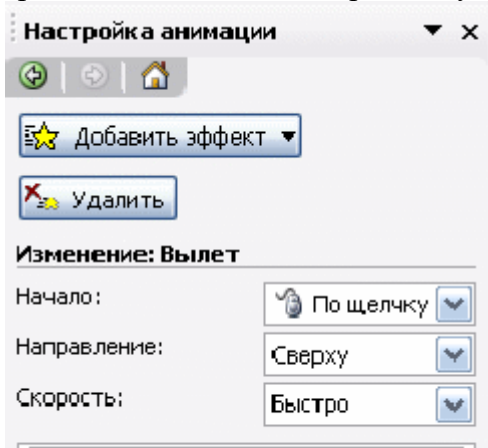 Настройка анимации
Добавить эффект
Удалить
Изменение: Вылет
Начало: По щелчку
Направление: Сверху
Скорость: Быстро